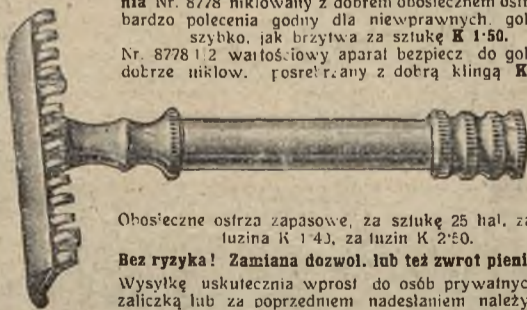 nia Nr. 8778 niklowany z dobrem obosiecznem ostr
bardzo polecenia godny dla niewprawnych. gol
szybko, jak brzytwa za sztukę K 1·50.
Nr. 8778 1|2 wartościowy aparat bezpiecz do gol
dobrze niklow. posrebrzany z dobrą klingą K
Obosieczne ostrza zapasowe, za sztukę 25 hal, za
tuzina K 1·40, za tuzin K 2·50.
Bez ryzyka! Zamiana dozwol. lub też zwrot pieni
Wysyłkę uskutecznia wprost do osób prywatnyc
zaliczką lub za poprzedniem nadesłaniem należy